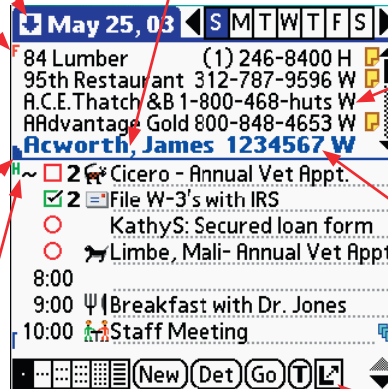 May 25, 03 S M T W T F S
F 84 Lumber (1) 246-8400 H
95th Restaurant 312-787-9596 W
A.C.E.Thatch &B 1-800-468-huts W
AAdvantage Gold 800-848-4653 W
Acworth, James 1234567 W
H ~ 2 Cicero - Annual Vet Appt.
2 File W-3's with IRS
KathyS: Secured loan form
Limbe, Mali- Annual Vet Appt
8:00
9:00 Breakfast with Dr. Jones
10:00 Staff Meeting
New Det Go T